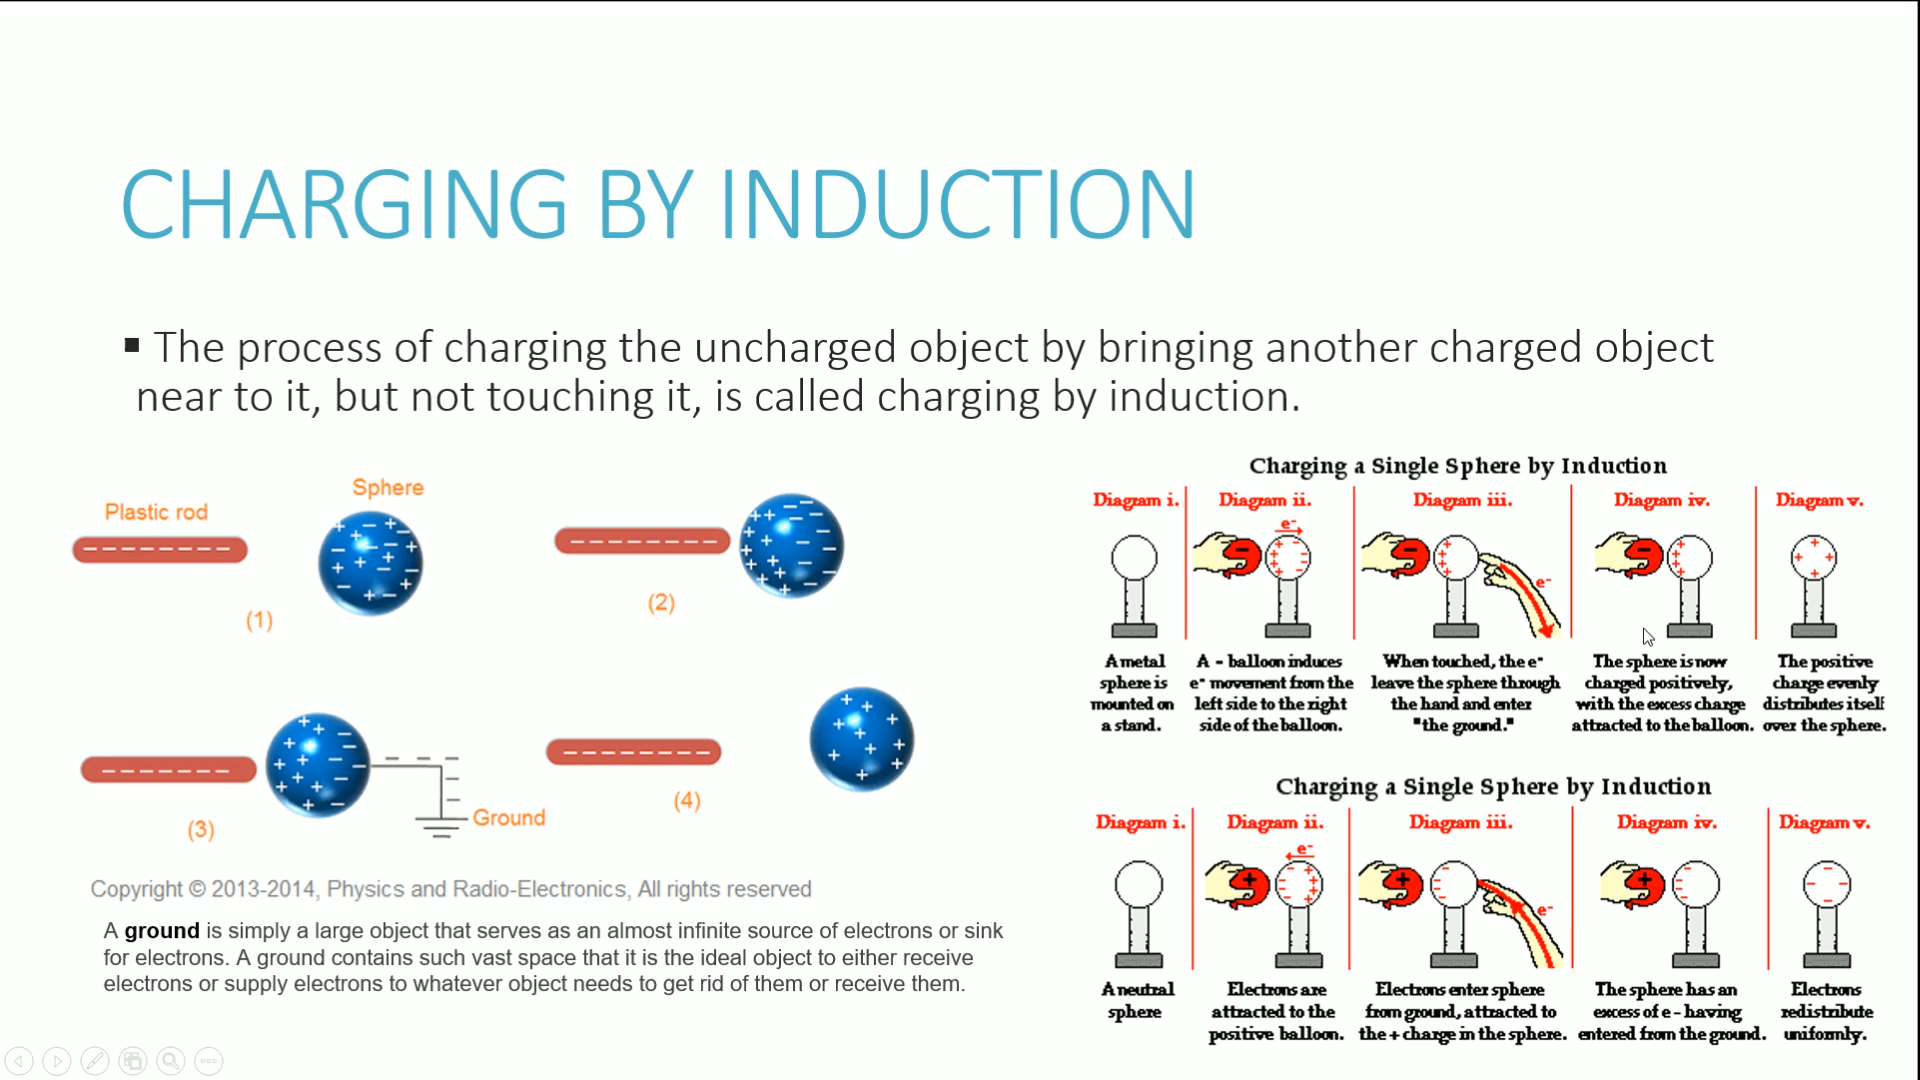 CHARGING BY INDUCTION
▪ The process of charging the uncharged object by bringing another charged object
near to it, but not touching it, is called charging by induction.
Plastic rod
Sphere
(1)
(2)
(3)
Ground
(4)
Copyright © 2013-2014, Physics and Radio-Electronics, All rights reserved
A ground is simply a large object that serves as an almost infinite source of electrons or sink
for electrons. A ground contains such vast space that it is the ideal object to either receive
electrons or supply electrons to whatever object needs to get rid of them or receive them.
Charging a Single Sphere by Induction
Diagram i.
Diagram ii.
Diagram iii.
Diagram iv.
Diagram v.
e-
e-
A metal
sphere is
mounted on
a stand.
A - balloon induces
e- movement from the
left side to the right
side of the balloon.
When touched, the e-
leave the sphere through
the hand and enter
"the ground."
The sphere is now
charged positively,
with the excess charge
attracted to the balloon.
The positive
charge evenly
distributes itself
over the sphere.
Charging a Single Sphere by Induction
Diagram i.
Diagram ii.
Diagram iii.
Diagram iv.
Diagram v.
e-
e-
A neutral
sphere
Electrons are
attracted to the
positive balloon.
Electrons enter sphere
from ground, attracted to
the + charge in the sphere.
The sphere has an
excess of e - having
entered from the ground.
Electrons
redistribute
uniformly.